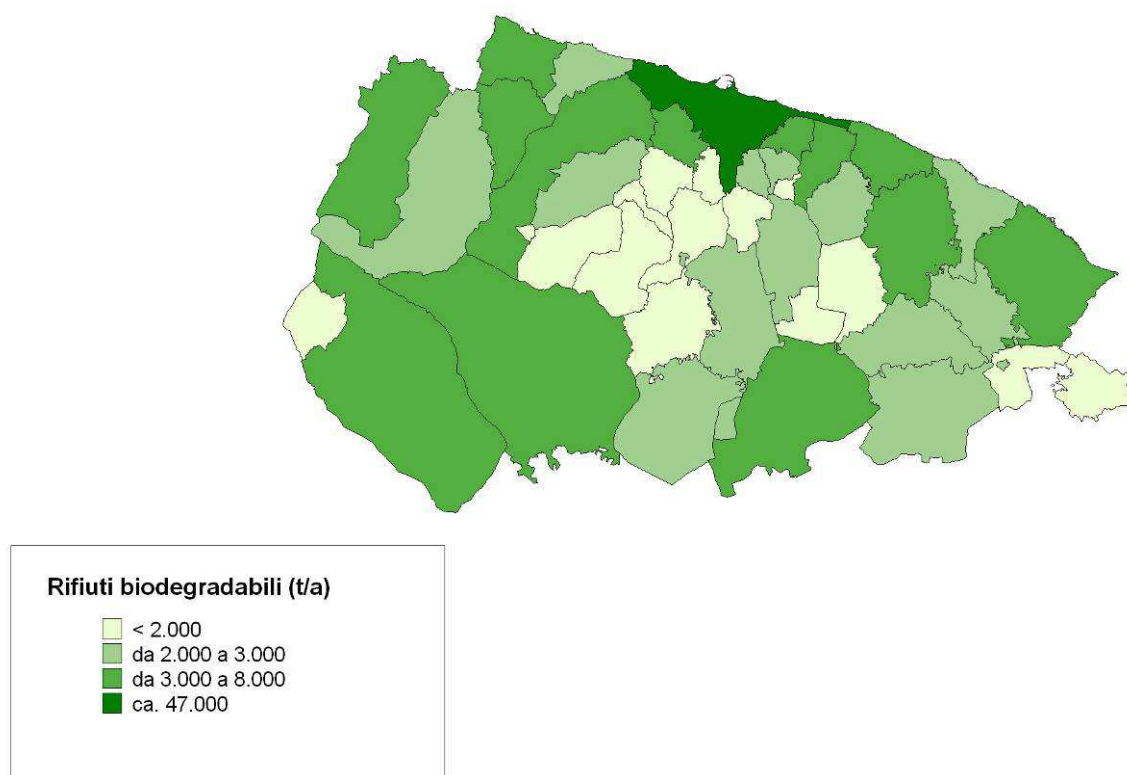 Rifiuti biodegradabili (t/a)
< 2.000
da 2.000 a 3.000
da 3.000 a 8.000
ca. 47.000